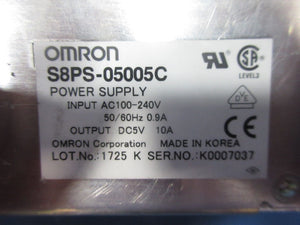 OMRON
S8PS-05005C
POWER SUPPLY
INPUT AC100-240V
50/60Hz 0.9A
OUTPUT DC5V 10A
OMRON Corporation MADE IN KOREA
LOT.No:1725 K SER.NO.:K0007037
LEVEL3